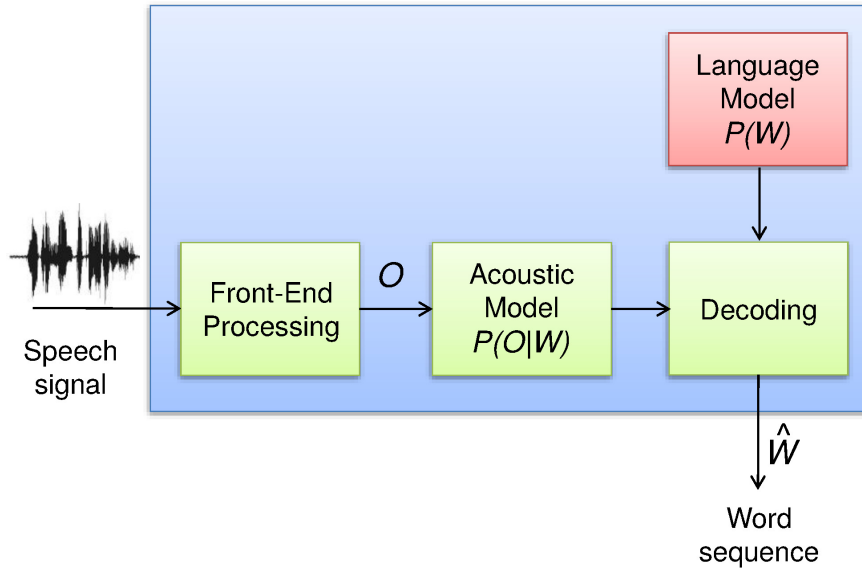 Language
Model
P(W)
Speech
signal
Front-End
Processing
O
Acoustic
Model
P(O|W)
Decoding
Ŵ
Word
sequence